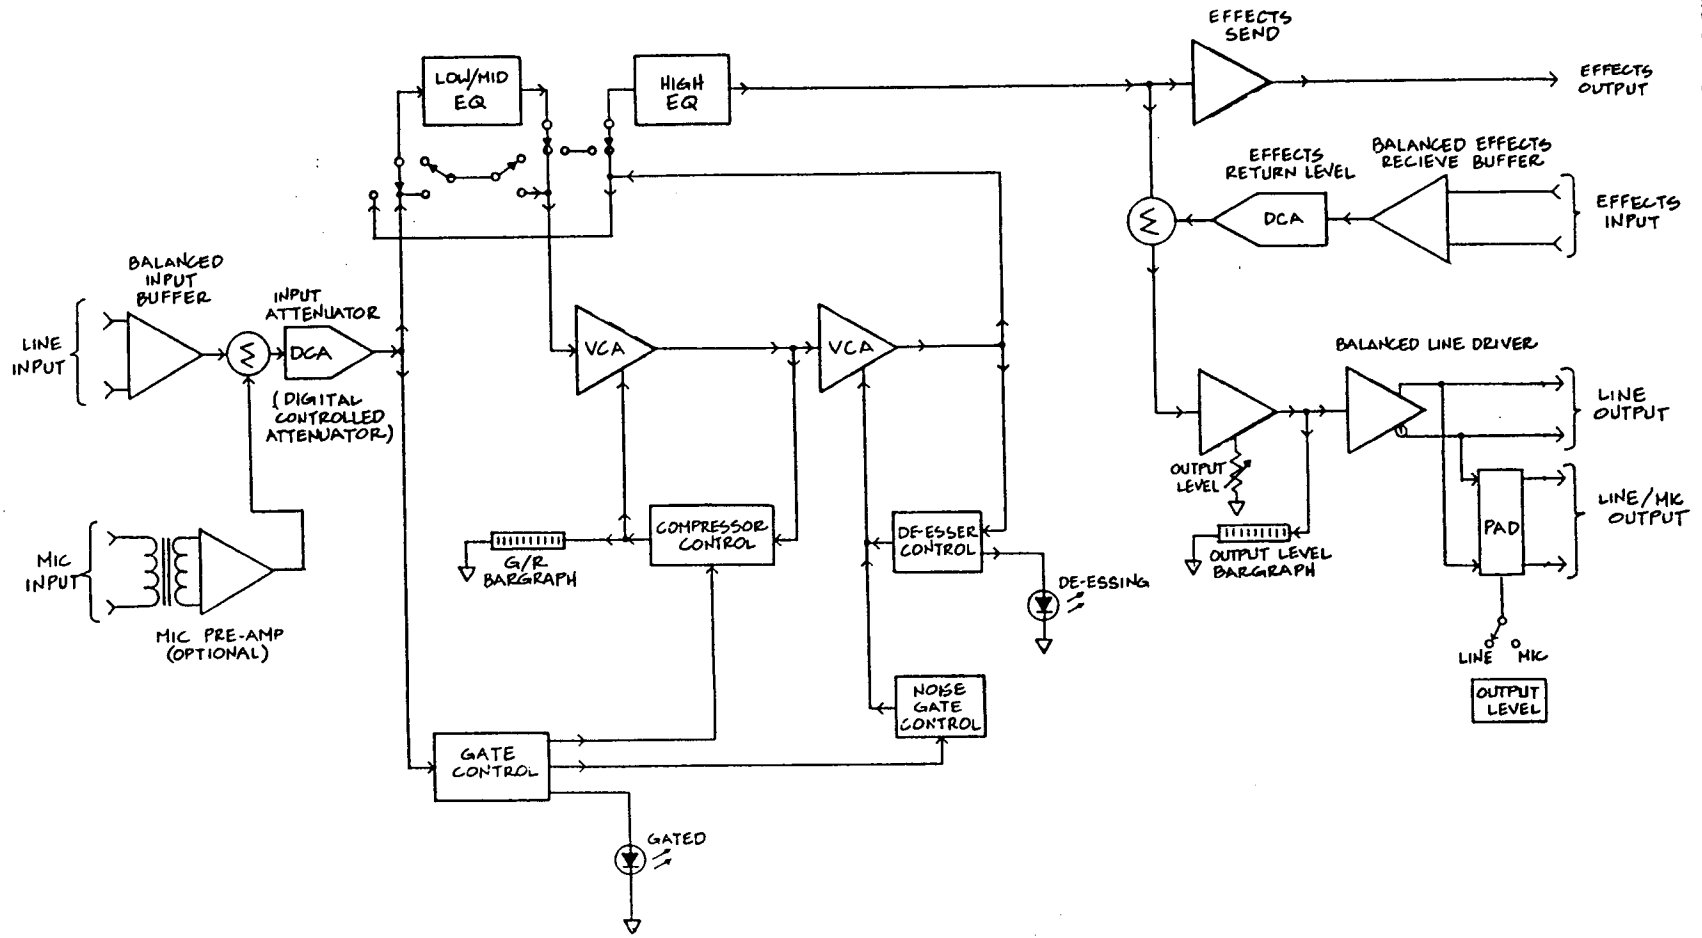 EFFECTS
SEND
EFFECTS
OUTPUT
LOW/MID
EQ
HIGH
EQ
BALANCED EFFECTS
RECIEVE BUFFER
EFFECTS
RETURN LEVEL
DCA
Σ
EFFECTS
INPUT
BALANCED
INPUT
BUFFER
LINE
INPUT
Σ
INPUT
ATTENUATOR
DCA
(DIGITAL
CONTROLLED
ATTENUATOR)
VCA
VCA
BALANCED LINE DRIVER
LINE
OUTPUT
OUTPUT
LEVEL
OUTPUT LEVEL
BARGRAPH
PAD
LINE/MIC
OUTPUT
LINE
MIC
OUTPUT
LEVEL
MIC
INPUT
MIC PRE-AMP
(OPTIONAL)
G/R
BARGRAPH
COMPRESSOR
CONTROL
DE-ESSER
CONTROL
DE-ESSING
NOISE
GATE
CONTROL
GATE
CONTROL
GATED